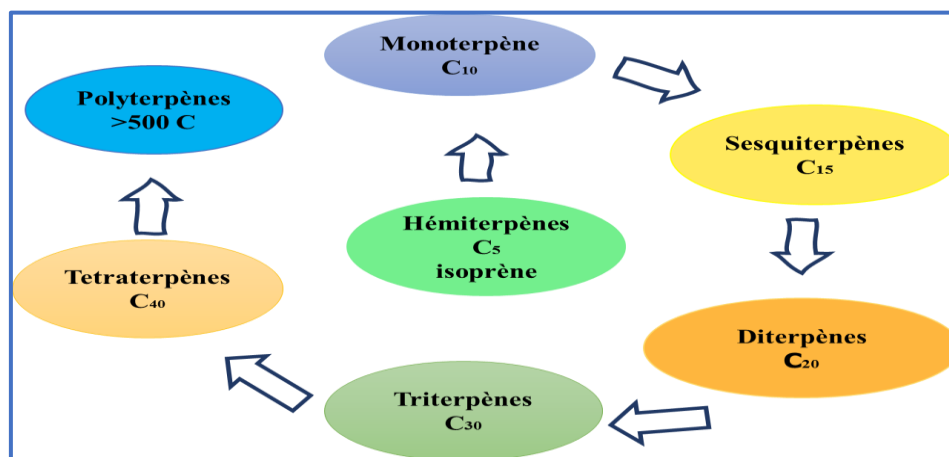 Monoterpène
C₁₀
Sesquiterpènes
C₁₅
Diterpènes
C₂₀
Triterpènes
C₃₀
Tetraterpènes
C₄₀
Polyterpènes
>500 C
Hémiterpènes
C₅
isoprène